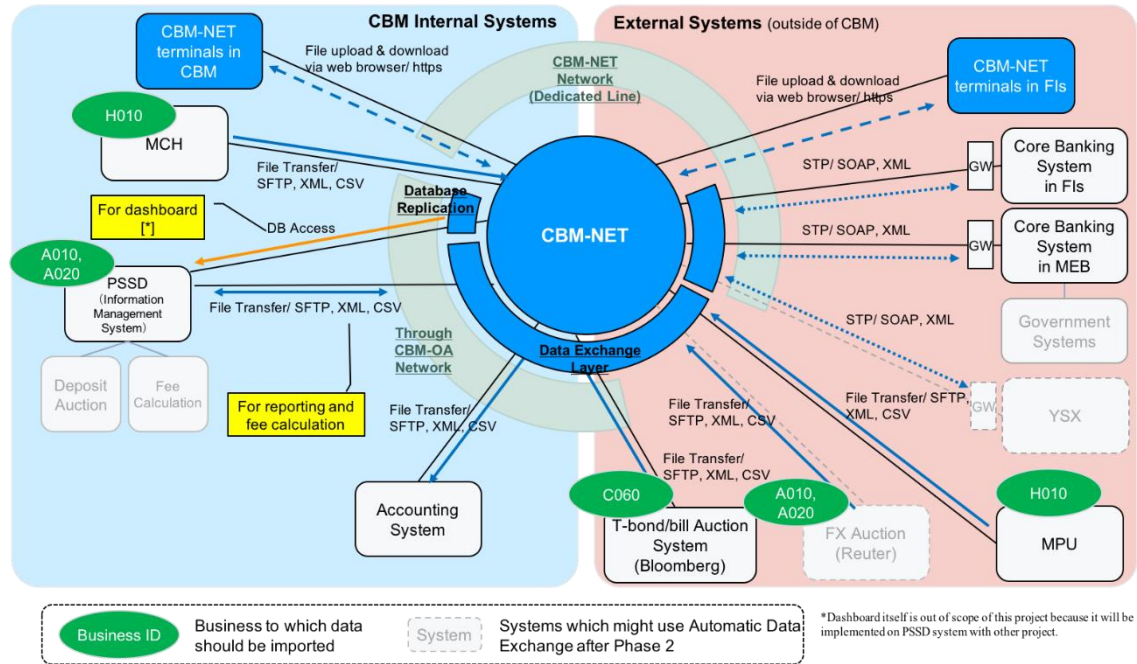 CBM Internal Systems
External Systems (outside of CBM)
CBM-NET
terminals in
CBM
File upload & download
via web browser/ https
CBM-NET
Network
(Dedicated Line)
File upload & download
via web browser/ https
CBM-NET
terminals in FIs
H010
MCH
File Transfer/
SFTP, XML, CSV
STP/ SOAP, XML
GW
Core Banking
System
in FIs
For dashboard
[*]
Database
Replication
DB Access
CBM-NET
STP/ SOAP, XML
GW
Core Banking
System
in MEB
A010,
A020
PSSD
(Information
Management
System)
File Transfer/ SFTP, XML, CSV
STP/ SOAP, XML
Government
Systems
Through
CBM-OA
Network
Data Exchange
Layer
Deposit
Auction
Fee
Calculation
For reporting and
fee calculation
File Transfer/
SFTP, XML, CSV
File Transfer/
SFTP, XML, CSV
File Transfer/ SFTP,
XML, CSV
GW
YSX
File Transfer/
SFTP, XML, CSV
Accounting
System
C060
T-bond/bill Auction
System
(Bloomberg)
A010,
A020
FX Auction
(Reuter)
H010
MPU
Business ID
Business to which data
should be imported
System
Systems which might use Automatic Data
Exchange after Phase 2
*Dashboard itself is out of scope of this project because it will be
implemented on PSSD system with other project.